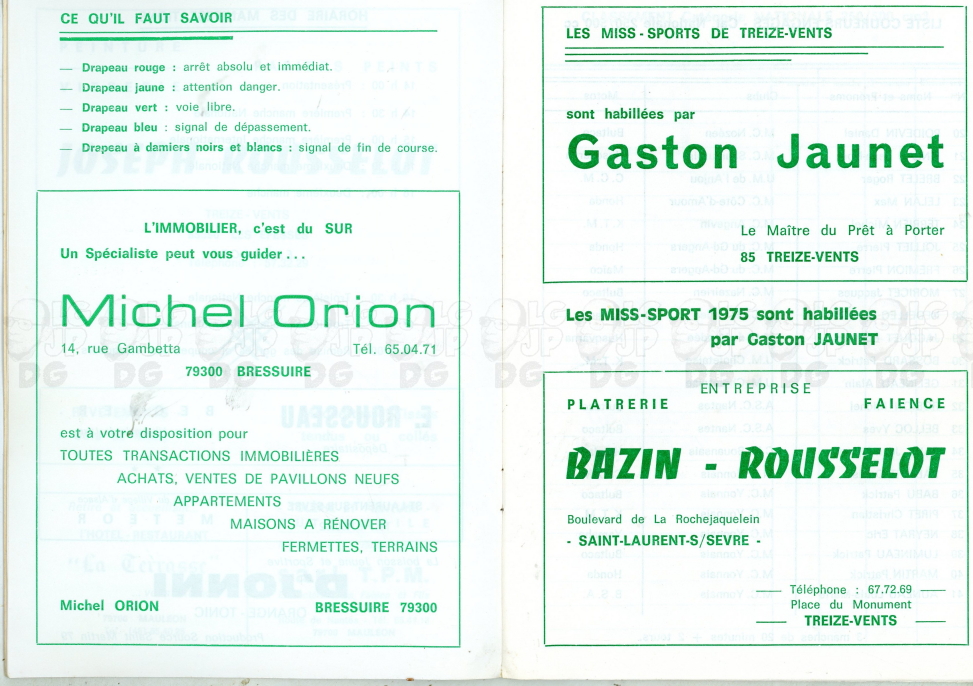 CE QU'IL FAUT SAVOIR
— Drapeau rouge : arrêt absolu et immédiat.
— Drapeau jaune : attention danger.
— Drapeau vert : voie libre.
— Drapeau bleu : signal de dépassement.
— Drapeau à damiers noirs et blancs : signal de fin de course.
L'IMMOBILIER, c'est du SUR
Un Spécialiste peut vous guider . . .
Michel Orion
14, rue Gambetta Tél. 65.04.71
79300 BRESSUIRE
est à votre disposition pour
TOUTES TRANSACTIONS IMMOBILIÈRES
ACHATS, VENTES DE PAVILLONS NEUFS
APPARTEMENTS
MAISONS A RÉNOVER
FERMETTES, TERRAINS
Michel ORION BRESSUIRE 79300
LES MISS - SPORTS DE TREIZE-VENTS
sont habillées par
Gaston Jaunet
Le Maître du Prêt à Porter
85 TREIZE-VENTS
Les MISS-SPORT 1975 sont habillées
par Gaston JAUNET
ENTREPRISE
PLATRERIE FAIENCE
BAZIN - ROUSSELOT
Boulevard de La Rochejaquelein
- SAINT-LAURENT-S/SEVRE -
Téléphone : 67.72.69
Place du Monument
TREIZE-VENTS